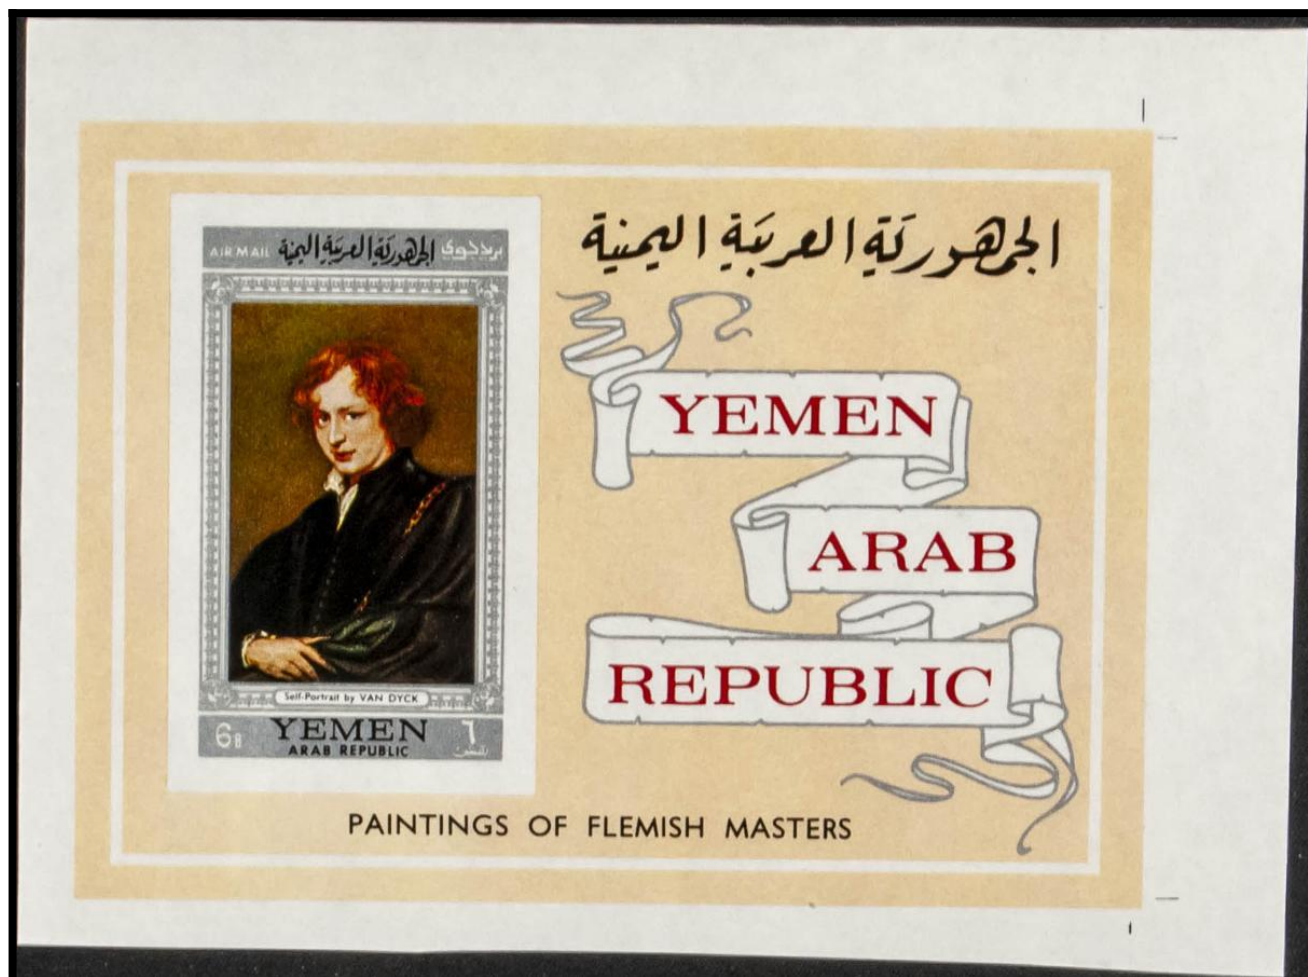 الجمهورية العربية اليمنية
YEMEN
ARAB
REPUBLIC
AIR MAIL الجمهورية العربية اليمنية بريد جوي
Self-Portrait by VAN DYCK
6B YEMEN ٦
ARAB REPUBLIC
PAINTINGS OF FLEMISH MASTERS